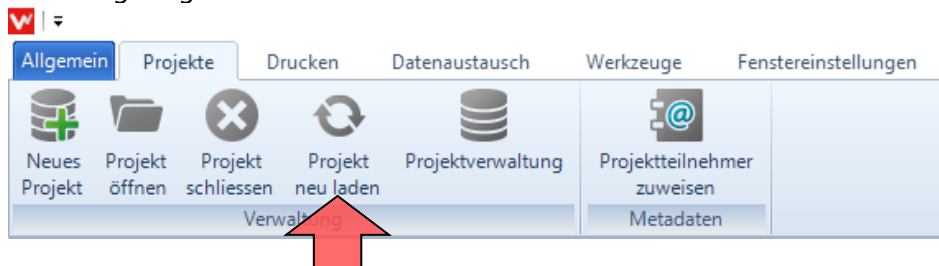 Allgemein Projekte Drucken Datenaustausch Werkzeuge Fenstereinstellungen
Neues Projekt Projekt Projekt Projektverwaltung Projektteilnehmer
Projekt öffnen schliessen neu laden zuweisen
Verwaltung Metadaten